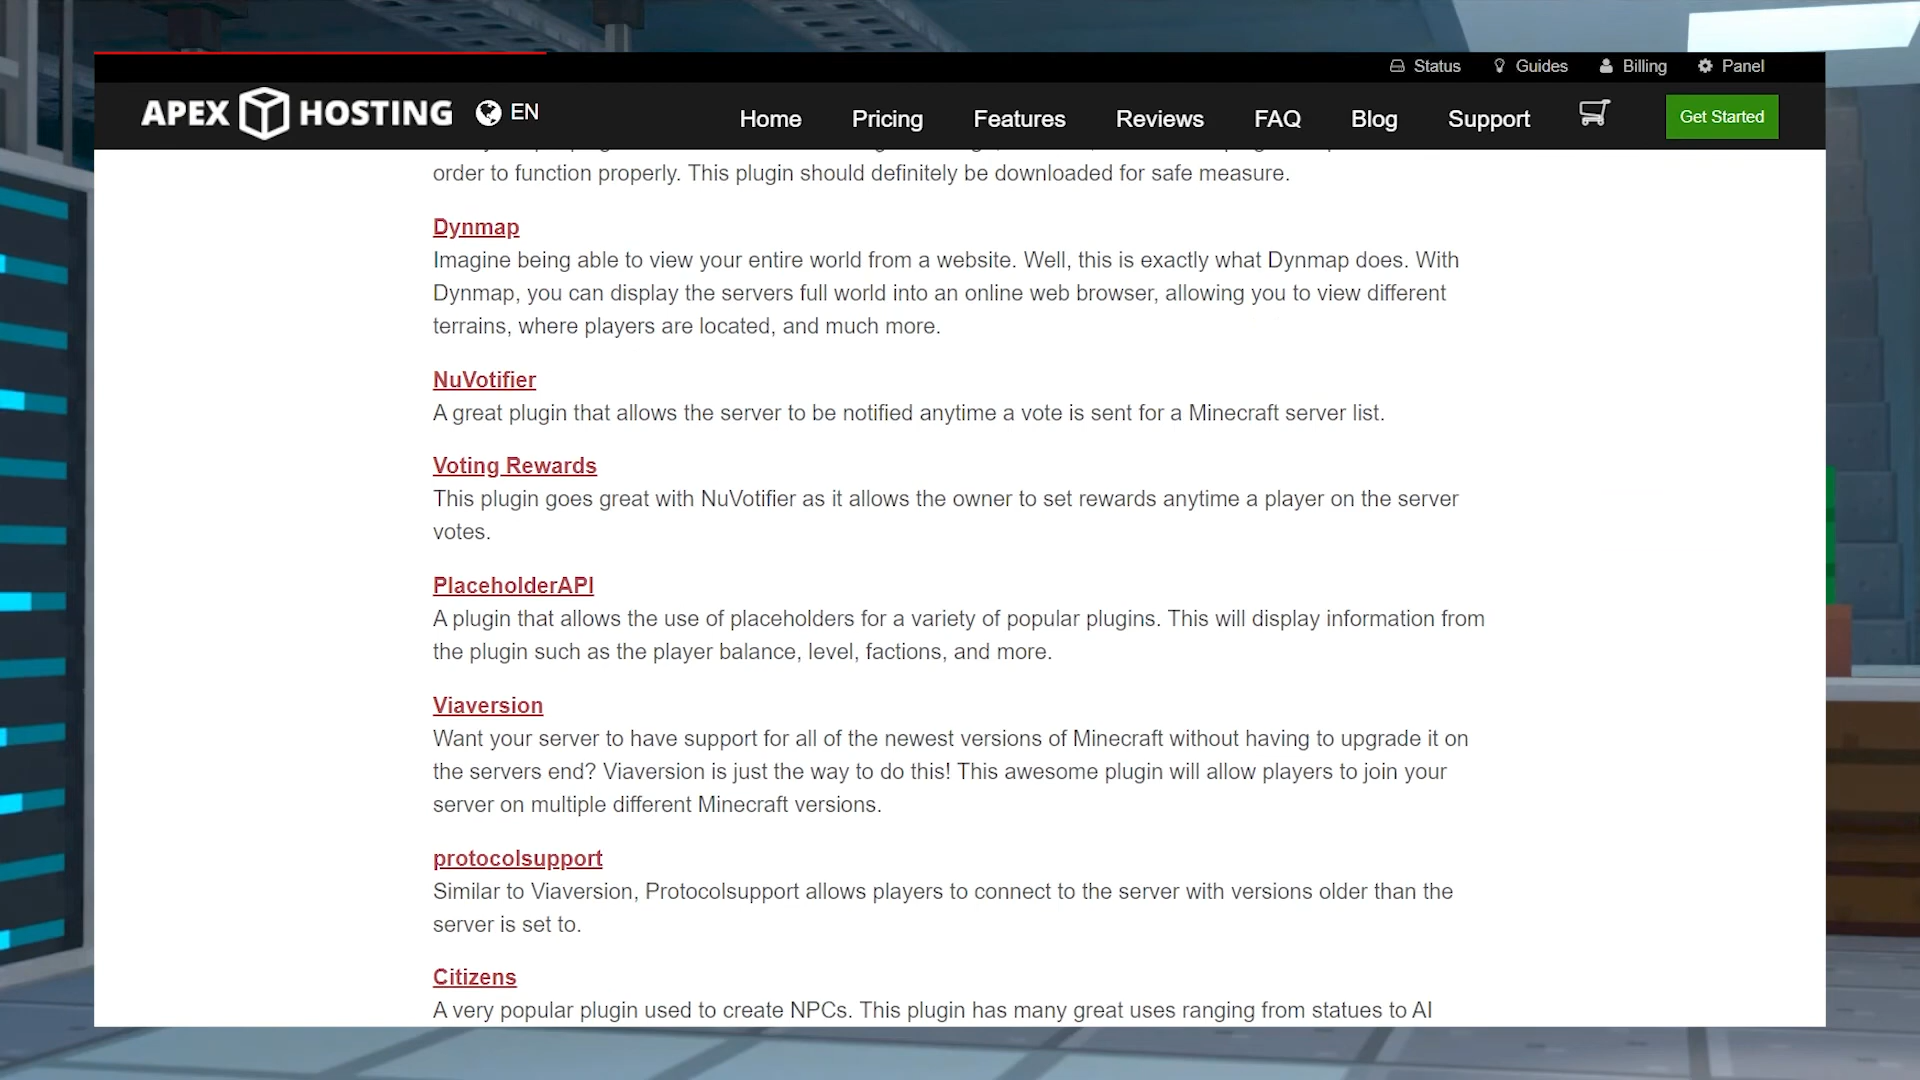 Status Guides Billing Panel
APEX HOSTING EN Home Pricing Features Reviews FAQ Blog Support Get Started
order to function properly. This plugin should definitely be downloaded for safe measure.
Dynmap
Imagine being able to view your entire world from a website. Well, this is exactly what Dynmap does. With
Dynmap, you can display the servers full world into an online web browser, allowing you to view different
terrains, where players are located, and much more.
NuVotifier
A great plugin that allows the server to be notified anytime a vote is sent for a Minecraft server list.
Voting Rewards
This plugin goes great with NuVotifier as it allows the owner to set rewards anytime a player on the server
votes.
PlaceholderAPI
A plugin that allows the use of placeholders for a variety of popular plugins. This will display information from
the plugin such as the player balance, level, factions, and more.
Viaversion
Want your server to have support for all of the newest versions of Minecraft without having to upgrade it on
the servers end? Viaversion is just the way to do this! This awesome plugin will allow players to join your
server on multiple different Minecraft versions.
protocolsupport
Similar to Viaversion, Protocolsupport allows players to connect to the server with versions older than the
server is set to.
Citizens
A very popular plugin used to create NPCs. This plugin has many great uses ranging from statues to AI